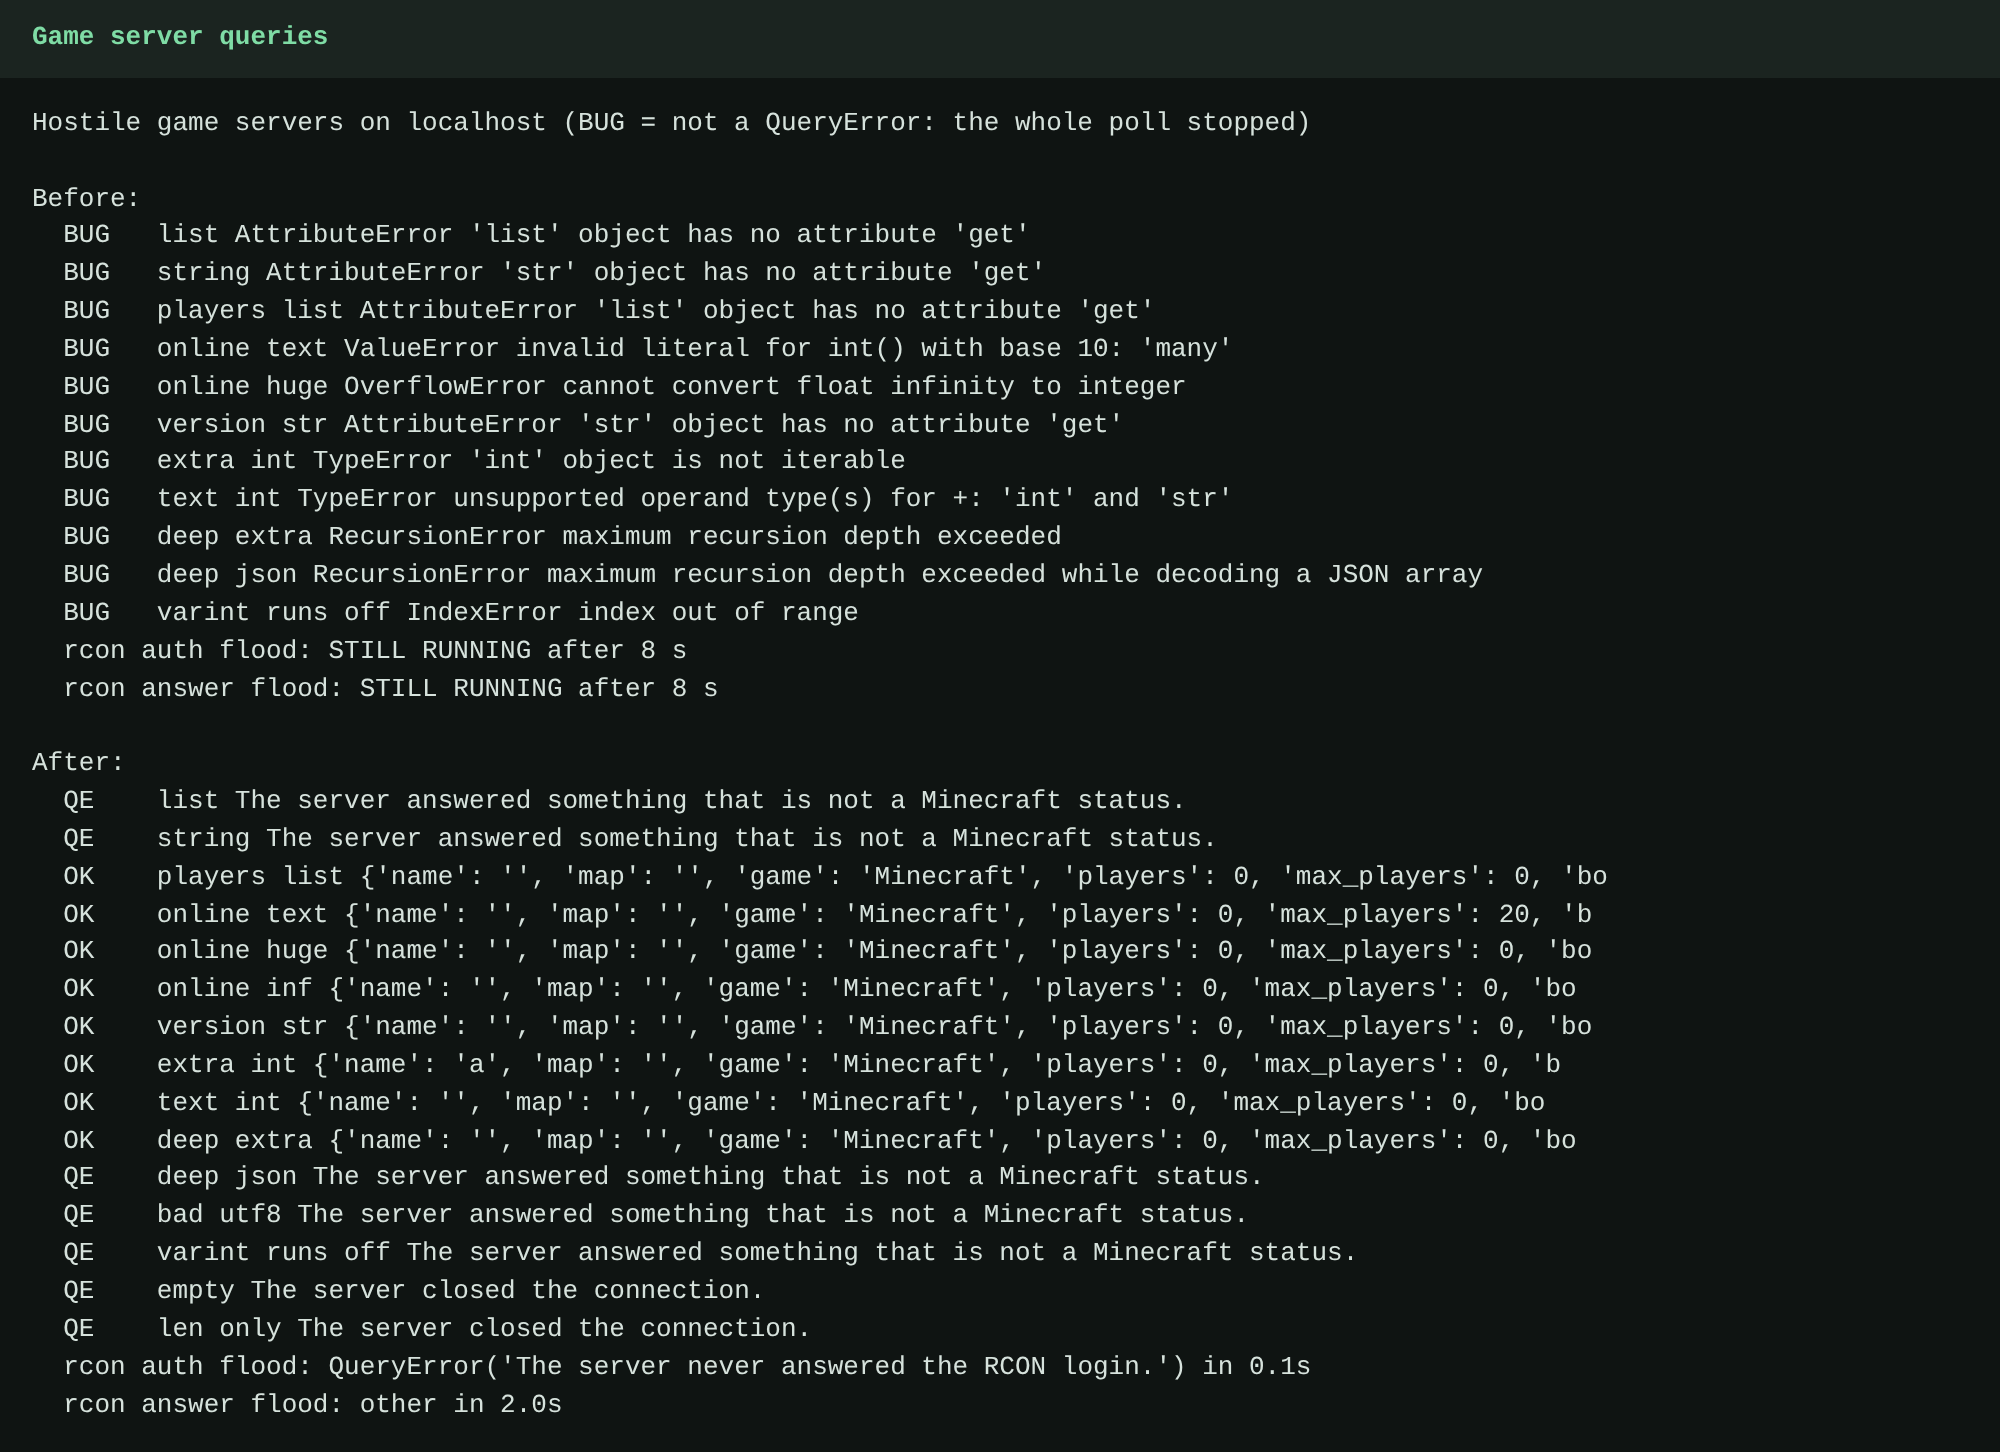 Game server queries
Hostile game servers on localhost (BUG = not a QueryError: the whole poll stopped)
Before:
BUG   list AttributeError 'list' object has no attribute 'get'
BUG   string AttributeError 'str' object has no attribute 'get'
BUG   players list AttributeError 'list' object has no attribute 'get'
BUG   online text ValueError invalid literal for int() with base 10: 'many'
BUG   online huge OverflowError cannot convert float infinity to integer
BUG   version str AttributeError 'str' object has no attribute 'get'
BUG   extra int TypeError 'int' object is not iterable
BUG   text int TypeError unsupported operand type(s) for +: 'int' and 'str'
BUG   deep extra RecursionError maximum recursion depth exceeded
BUG   deep json RecursionError maximum recursion depth exceeded while decoding a JSON array
BUG   varint runs off IndexError index out of range
rcon auth flood: STILL RUNNING after 8 s
rcon answer flood: STILL RUNNING after 8 s
After:
QE    list The server answered something that is not a Minecraft status.
QE    string The server answered something that is not a Minecraft status.
OK    players list {'name': '', 'map': '', 'game': 'Minecraft', 'players': 0, 'max_players': 0, 'bo
OK    online text {'name': '', 'map': '', 'game': 'Minecraft', 'players': 0, 'max_players': 20, 'b
OK    online huge {'name': '', 'map': '', 'game': 'Minecraft', 'players': 0, 'max_players': 0, 'bo
OK    online inf {'name': '', 'map': '', 'game': 'Minecraft', 'players': 0, 'max_players': 0, 'bo
OK    version str {'name': '', 'map': '', 'game': 'Minecraft', 'players': 0, 'max_players': 0, 'bo
OK    extra int {'name': 'a', 'map': '', 'game': 'Minecraft', 'players': 0, 'max_players': 0, 'b
OK    text int {'name': '', 'map': '', 'game': 'Minecraft', 'players': 0, 'max_players': 0, 'bo
OK    deep extra {'name': '', 'map': '', 'game': 'Minecraft', 'players': 0, 'max_players': 0, 'bo
QE    deep json The server answered something that is not a Minecraft status.
QE    bad utf8 The server answered something that is not a Minecraft status.
QE    varint runs off The server answered something that is not a Minecraft status.
QE    empty The server closed the connection.
QE    len only The server closed the connection.
rcon auth flood: QueryError('The server never answered the RCON login.') in 0.1s
rcon answer flood: other in 2.0s